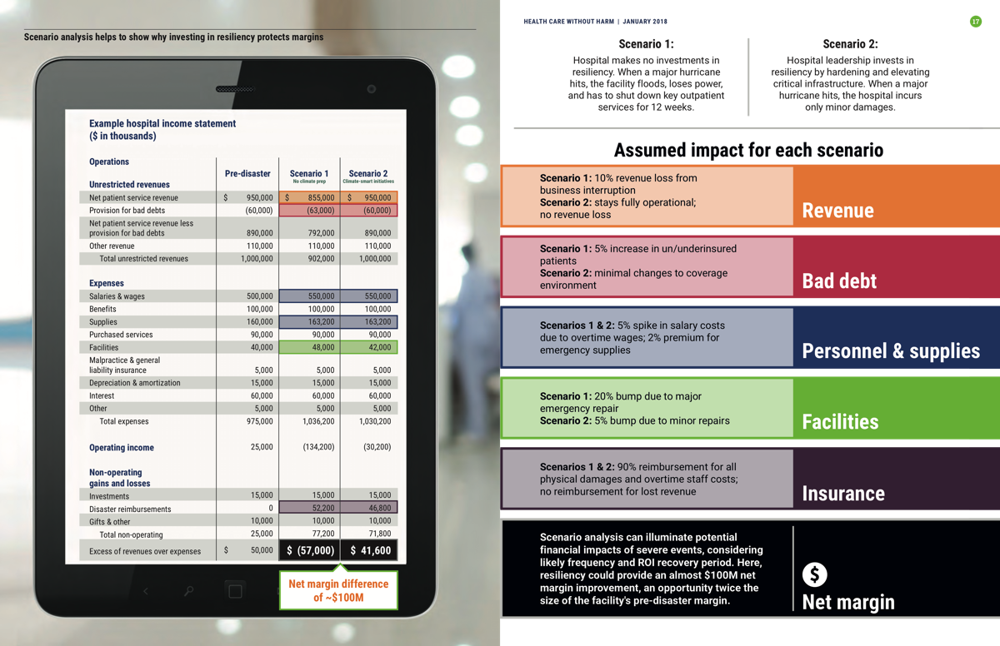 Scenario analysis helps to show why investing in resiliency protects margins
Example hospital income statement
($ in thousands)
Operations
Pre-disaster Scenario 1 Scenario 2
No climate prep Climate-smart initiatives
Unrestricted revenues
Net patient service revenue $ 950,000 $ 855,000 $ 950,000
Provision for bad debts (60,000) (63,000) (60,000)
Net patient service revenue less
provision for bad debts 890,000 792,000 890,000
Other revenue 110,000 110,000 110,000
Total unrestricted revenues 1,000,000 902,000 1,000,000
Expenses
Salaries & wages 500,000 550,000 550,000
Benefits 100,000 100,000 100,000
Supplies 160,000 163,200 163,200
Purchased services 90,000 90,000 90,000
Facilities 40,000 48,000 42,000
Malpractice & general
liability insurance 5,000 5,000 5,000
Depreciation & amortization 15,000 15,000 15,000
Interest 60,000 60,000 60,000
Other 5,000 5,000 5,000
Total expenses 975,000 1,036,200 1,030,200
Operating income 25,000 (134,200) (30,200)
Non-operating
gains and losses
Investments 15,000 15,000 15,000
Disaster reimbursements 0 52,200 46,800
Gifts & other 10,000 10,000 10,000
Total non-operating 25,000 77,200 71,800
Excess of revenues over expenses $ 50,000 $ (57,000) $ 41,600
Net margin difference
of ~$100M
HEALTH CARE WITHOUT HARM | JANUARY 2018
17
Scenario 1:
Hospital makes no investments in
resiliency. When a major hurricane
hits, the facility floods, loses power,
and has to shut down key outpatient
services for 12 weeks.
Scenario 2:
Hospital leadership invests in
resiliency by hardening and elevating
critical infrastructure. When a major
hurricane hits, the hospital incurs
only minor damages.
Assumed impact for each scenario
Scenario 1: 10% revenue loss from
business interruption
Scenario 2: stays fully operational;
no revenue loss
Revenue
Scenario 1: 5% increase in un/underinsured
patients
Scenario 2: minimal changes to coverage
environment
Bad debt
Scenarios 1 & 2: 5% spike in salary costs
due to overtime wages; 2% premium for
emergency supplies
Personnel & supplies
Scenario 1: 20% bump due to major
emergency repair
Scenario 2: 5% bump due to minor repairs
Facilities
Scenarios 1 & 2: 90% reimbursement for all
physical damages and overtime staff costs;
no reimbursement for lost revenue
Insurance
Scenario analysis can illuminate potential
financial impacts of severe events, considering
likely frequency and ROI recovery period. Here,
resiliency could provide an almost $100M net
margin improvement, an opportunity twice the
size of the facility's pre-disaster margin.
$
Net margin